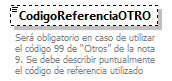 CodigoReferenciaOTRO
Será obligatorio en caso de utilizar
el código 99 de "Otros" de la nota
9. Se debe describir puntualmente
el código de referencia utilizado